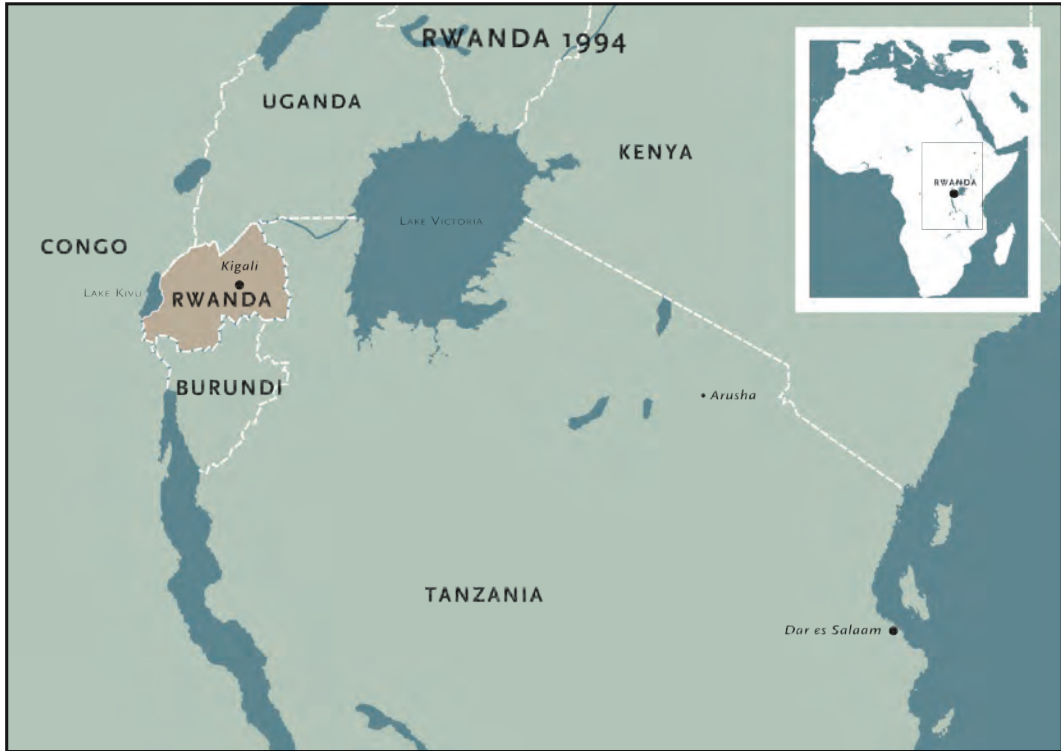 RWANDA 1994
UGANDA
KENYA
RWANDA
LAKE VICTORIA
CONGO
Kigali
LAKE KIVU
RWANDA
BURUNDI
Arusha
TANZANIA
Dar es Salaam